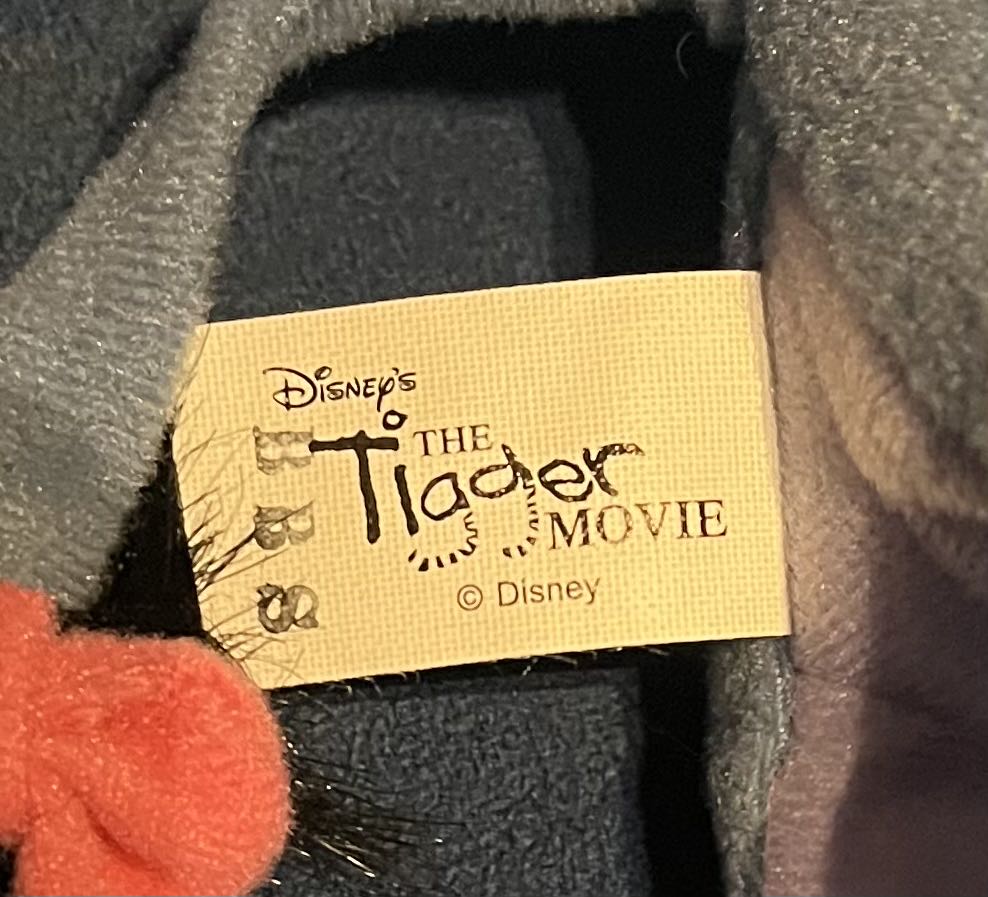 DISNEY'S
THE
Tigger
MOVIE
© Disney